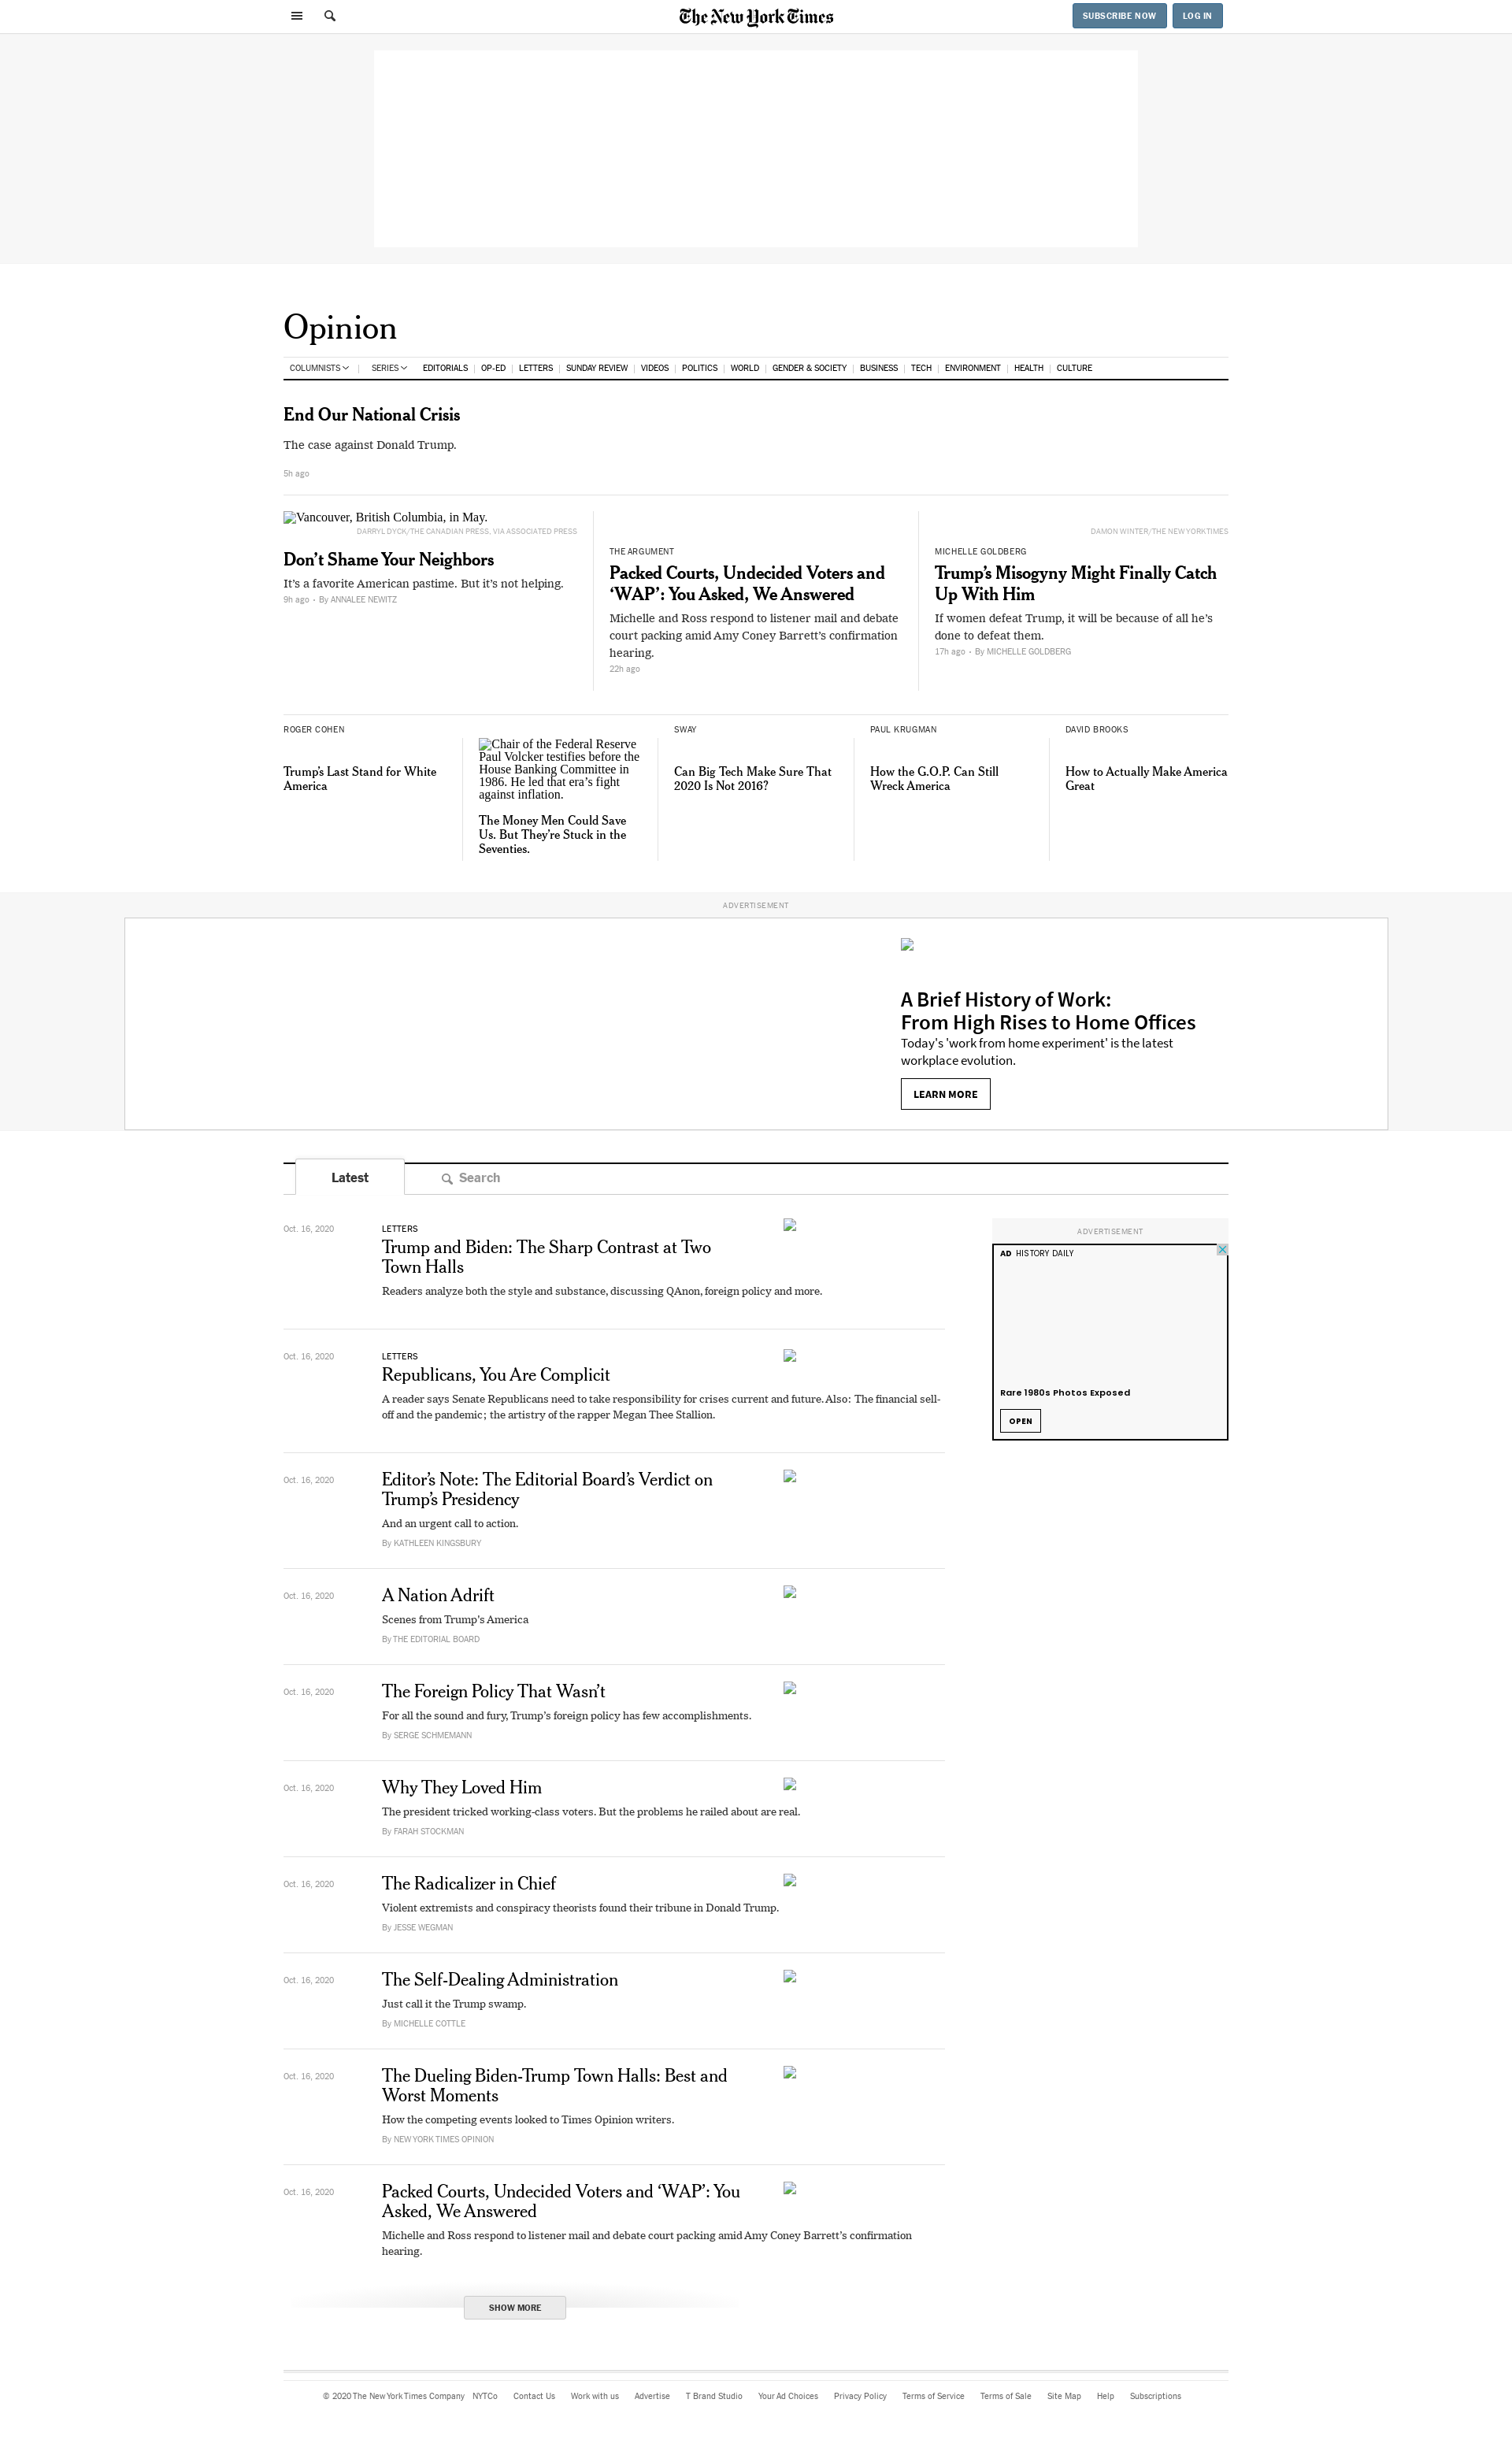 The New York Times
SUBSCRIBE NOW
LOG IN
Opinion
COLUMNISTS
SERIES
EDITORIALS
OP-ED
LETTERS
SUNDAY REVIEW
VIDEOS
POLITICS
WORLD
GENDER & SOCIETY
BUSINESS
TECH
ENVIRONMENT
HEALTH
CULTURE
End Our National Crisis
The case against Donald Trump.
5h ago
Vancouver, British Columbia, in May.
DARRYL DYCK/THE CANADIAN PRESS, VIA ASSOCIATED PRESS
Don’t Shame Your Neighbors
It’s a favorite American pastime. But it’s not helping.
9h ago • By ANNALEE NEWITZ
THE ARGUMENT
Packed Courts, Undecided Voters and
‘WAP’: You Asked, We Answered
Michelle and Ross respond to listener mail and debate
court packing amid Amy Coney Barrett’s confirmation
hearing.
22h ago
DAMON WINTER/THE NEW YORK TIMES
MICHELLE GOLDBERG
Trump’s Misogyny Might Finally Catch
Up With Him
If women defeat Trump, it will be because of all he’s
done to defeat them.
17h ago • By MICHELLE GOLDBERG
ROGER COHEN
Trump’s Last Stand for White
America
Chair of the Federal Reserve
Paul Volcker testifies before the
House Banking Committee in
1986. He led that era’s fight
against inflation.
The Money Men Could Save
Us. But They’re Stuck in the
Seventies.
SWAY
Can Big Tech Make Sure That
2020 Is Not 2016?
PAUL KRUGMAN
How the G.O.P. Can Still
Wreck America
DAVID BROOKS
How to Actually Make America
Great
ADVERTISEMENT
A Brief History of Work:
From High Rises to Home Offices
Today's 'work from home experiment' is the latest
workplace evolution.
LEARN MORE
Latest
Search
Oct. 16, 2020
LETTERS
Trump and Biden: The Sharp Contrast at Two
Town Halls
Readers analyze both the style and substance, discussing QAnon, foreign policy and more.
ADVERTISEMENT
AD HISTORY DAILY
Rare 1980s Photos Exposed
OPEN
Oct. 16, 2020
LETTERS
Republicans, You Are Complicit
A reader says Senate Republicans need to take responsibility for crises current and future. Also: The financial sell-
off and the pandemic; the artistry of the rapper Megan Thee Stallion.
Oct. 16, 2020
Editor’s Note: The Editorial Board’s Verdict on
Trump’s Presidency
And an urgent call to action.
By KATHLEEN KINGSBURY
Oct. 16, 2020
A Nation Adrift
Scenes from Trump’s America
By THE EDITORIAL BOARD
Oct. 16, 2020
The Foreign Policy That Wasn’t
For all the sound and fury, Trump’s foreign policy has few accomplishments.
By SERGE SCHMEMANN
Oct. 16, 2020
Why They Loved Him
The president tricked working-class voters. But the problems he railed about are real.
By FARAH STOCKMAN
Oct. 16, 2020
The Radicalizer in Chief
Violent extremists and conspiracy theorists found their tribune in Donald Trump.
By JESSE WEGMAN
Oct. 16, 2020
The Self-Dealing Administration
Just call it the Trump swamp.
By MICHELLE COTTLE
Oct. 16, 2020
The Dueling Biden-Trump Town Halls: Best and
Worst Moments
How the competing events looked to Times Opinion writers.
By NEW YORK TIMES OPINION
Oct. 16, 2020
Packed Courts, Undecided Voters and ‘WAP’: You
Asked, We Answered
Michelle and Ross respond to listener mail and debate court packing amid Amy Coney Barrett’s confirmation
hearing.
SHOW MORE
© 2020 The New York Times Company
NYTCo
Contact Us
Work with us
Advertise
T Brand Studio
Your Ad Choices
Privacy Policy
Terms of Service
Terms of Sale
Site Map
Help
Subscriptions